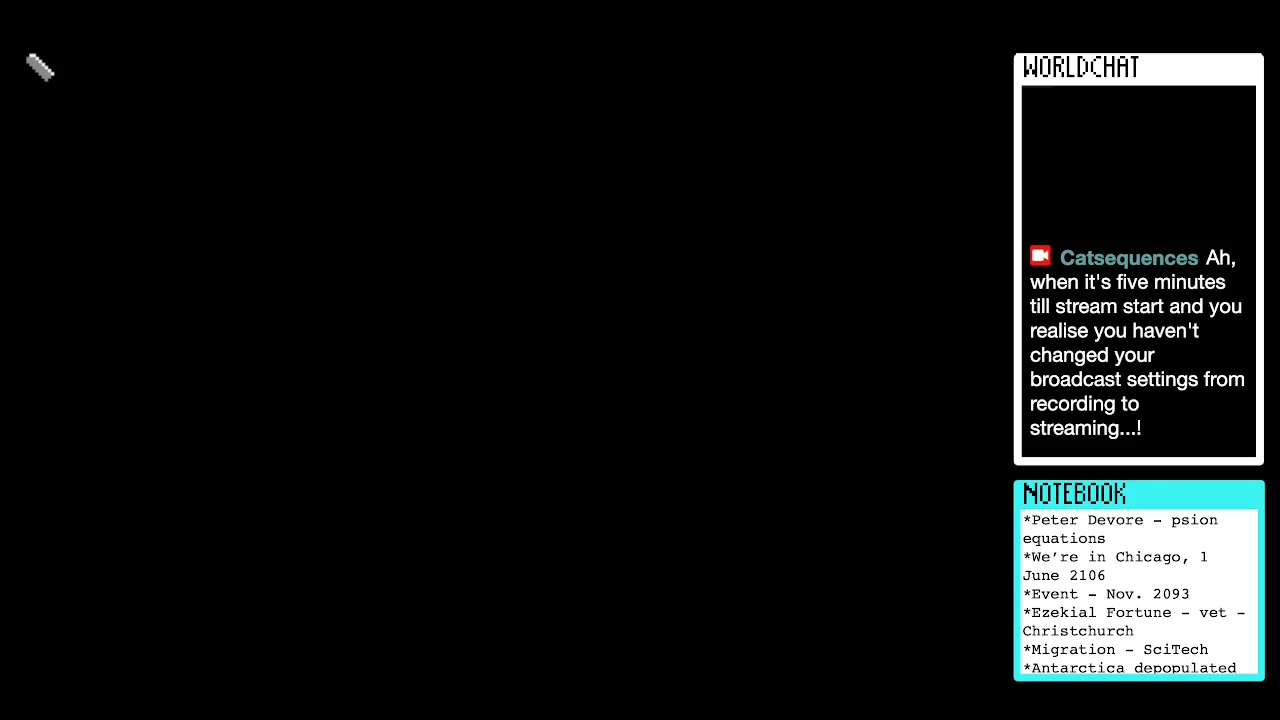 WORLDCHAT
Catsequences Ah,
when it's five minutes
till stream start and you
realise you haven't
changed your
broadcast settings from
recording to
streaming...!
NOTEBOOK
*Peter Devore - psion
equations
*We're in Chicago, 1
June 2106
*Event - Nov. 2093
*Ezekial Fortune - vet -
Christchurch
*Migration - SciTech
*Antarctica depopulated